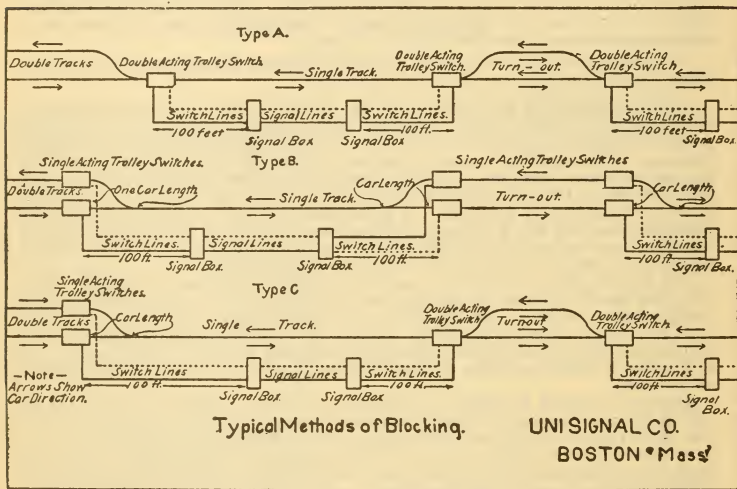 Type A.
Double Tracks
Double Acting Trolley Switch.
Single Track.
Double Acting
Trolley Switch.
Turn-out.
Double Acting
Trolley Switch
Switch Lines
Signal Lines
Switch Lines.
Switch Lines
100 feet
100 ft.
100 feet
Signal Box
Signal Box
Signal Box
Single Acting Trolley Switches.
Type B.
Single Acting Trolley Switches
Double Tracks
One Car Length
Single Track.
Car Length
Turn-out.
Car Length
Switch Lines.
Signal Lines
Switch Lines.
Switch Lines
100 ft.
100 ft.
100 ft.
Signal Box.
Signal Box
Signal Box.
Single Acting
Trolley Switches.
Type C
Double Tracks
Car Length
Single Track.
Double Acting
Trolley Switch
Turn-out
Double Acting
Trolley Switch.
- Note -
Arrows Show
Car Direction.
Switch Lines
Signal Lines
Switch Lines.
Switch Lines
100 ft.
100 ft.
100 ft.
Signal Box.
Signal Box
Signal
Box.
Typical Methods of Blocking.
UNI SIGNAL CO.
BOSTON Mass